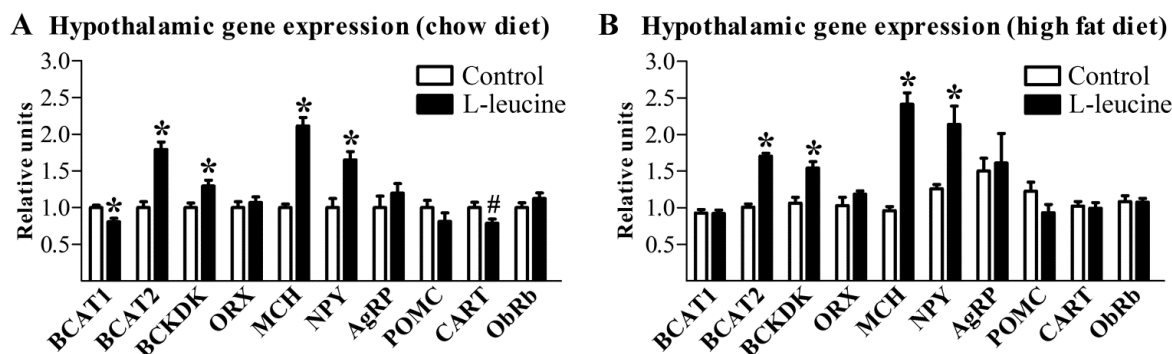 A Hypothalamic gene expression (chow diet)
Relative units
3.0
2.5
2.0
1.5
1.0
0.5
Control
L-leucine
* * * * * #
BCAT1 BCAT2 BCKDK ORX MCH NPY AgRP POMC CART ObRb
B Hypothalamic gene expression (high fat diet)
Relative units
3.0
2.5
2.0
1.5
1.0
0.5
Control
L-leucine
* * * *
BCAT1 BCAT2 BCKDK ORX MCH NPY AgRP POMC CART ObRb